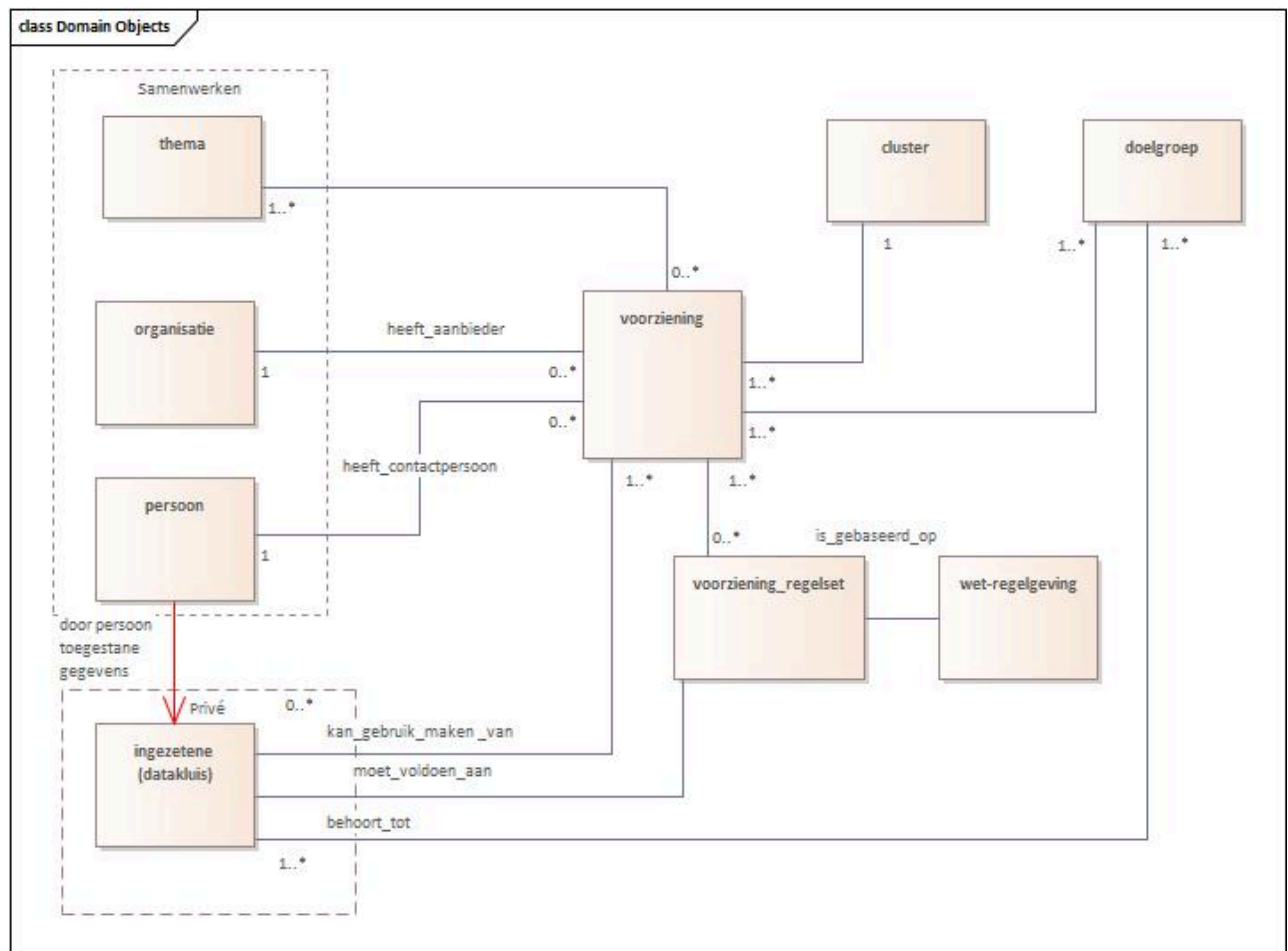 class Domain Objects
Samenwerken
thema
cluster
doelgroep
1..*
1
1..*
1..*
0..*
organisatie
heeft_aanbieder
voorziening
1
0..*
1..*
0..*
1..*
heeft_contactpersoon
1..*
1..*
persoon
0..*
is_gebaseerd_op
1
voorziening_regelset
wet-regelgeving
door persoon
toegestane
gegevens
Privé
0..*
kan_gebruik_maken _van
ingezetene
(datakluis)
moet_voldoen_aan
behoort_tot
1..*